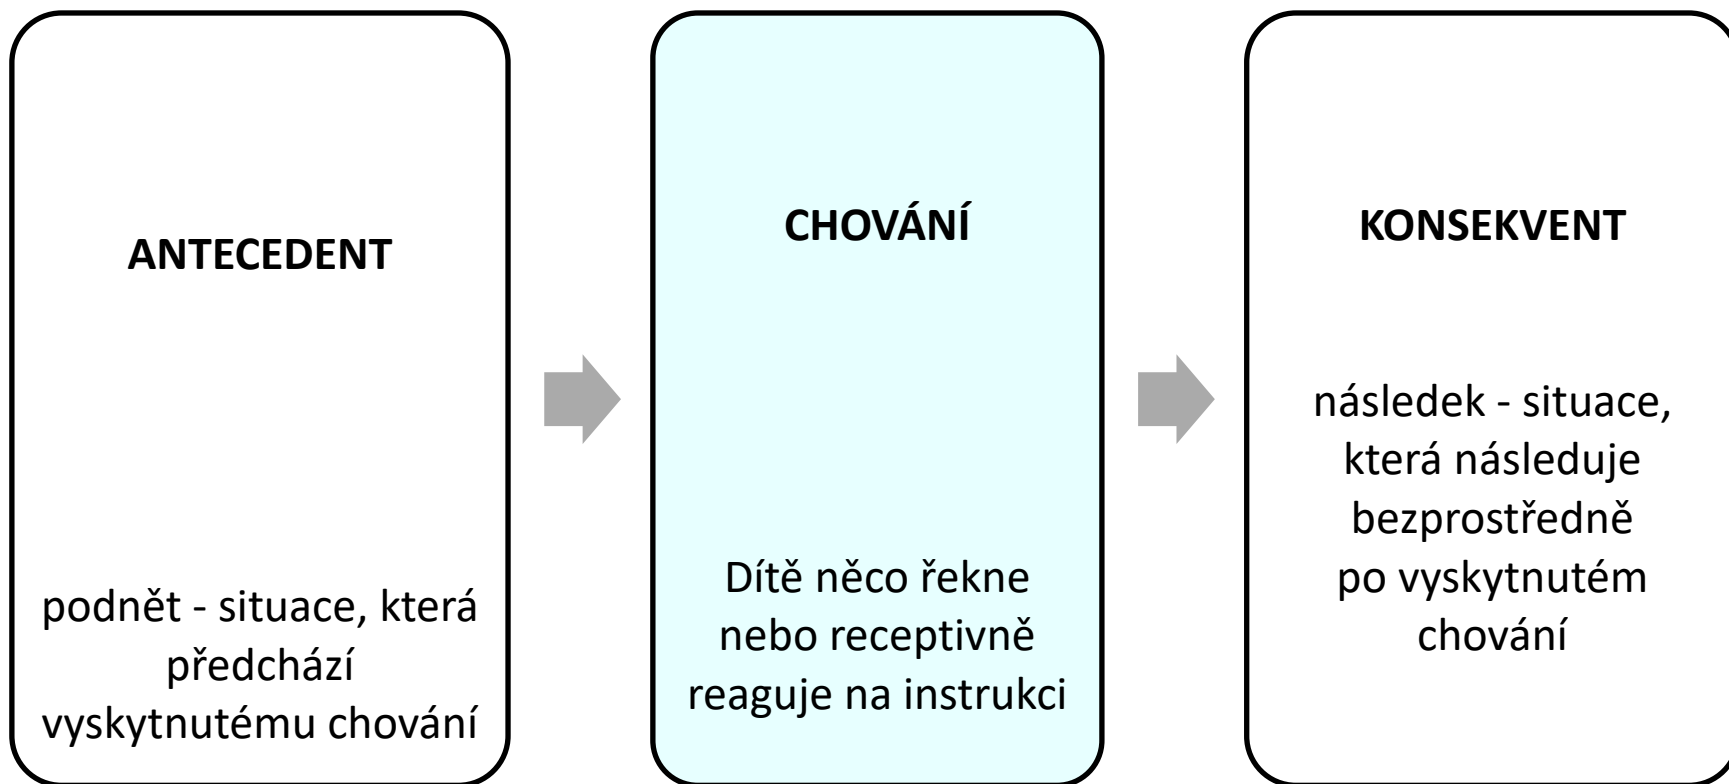 ANTECEDENT
podnět - situace, která
předchází
vyskytnutému chování
CHOVÁNÍ
Dítě něco řekne
nebo receptivně
reaguje na instrukci
KONSEKVENT
následek - situace,
která následuje
bezprostředně
po vyskytnutém
chování